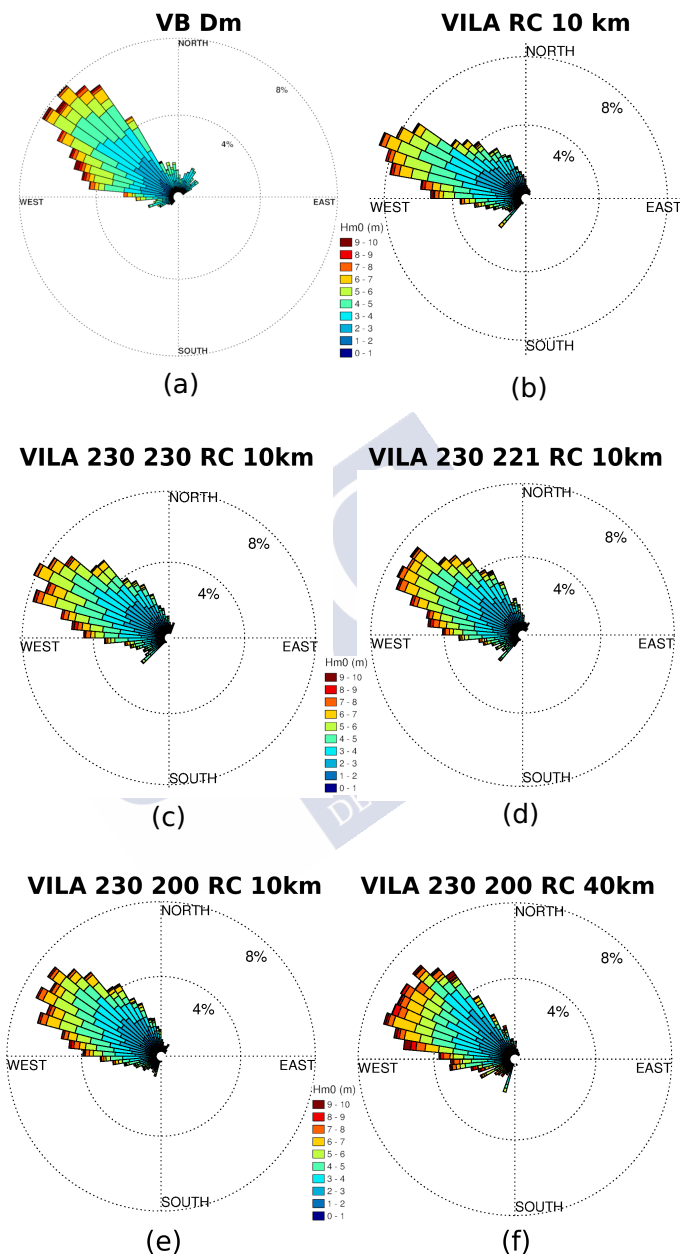 VB Dm
NORTH
8%
4%
WEST
EAST
SOUTH
(a)
VILA RC 10 km
NORTH
8%
4%
WEST
EAST
SOUTH
(b)
Hm0 (m)
9 - 10
8 - 9
7 - 8
6 - 7
5 - 6
4 - 5
3 - 4
2 - 3
1 - 2
0 - 1
VILA 230 230 RC 10km
NORTH
8%
4%
WEST
EAST
SOUTH
(c)
VILA 230 221 RC 10km
NORTH
8%
4%
WEST
EAST
SOUTH
(d)
Hm0 (m)
9 - 10
8 - 9
7 - 8
6 - 7
5 - 6
4 - 5
3 - 4
2 - 3
1 - 2
0 - 1
DE
VILA 230 200 RC 10km
NORTH
8%
4%
WEST
EAST
SOUTH
(e)
VILA 230 200 RC 40km
NORTH
8%
4%
WEST
EAST
SOUTH
(f)
Hm0 (m)
9 - 10
8 - 9
7 - 8
6 - 7
5 - 6
4 - 5
3 - 4
2 - 3
1 - 2
0 - 1